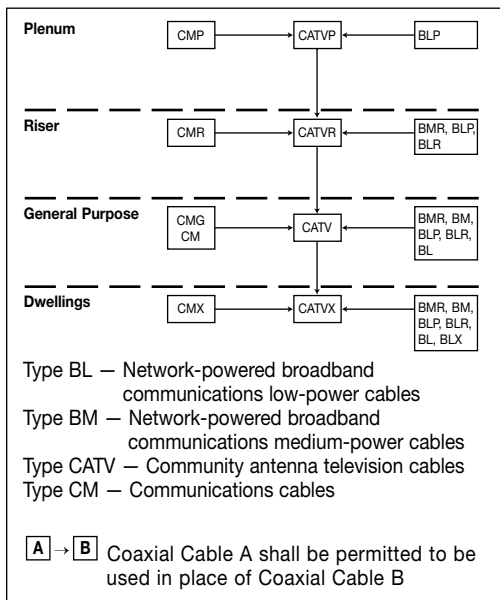 Plenum
CMP
CATVP
BLP
Riser
CMR
CATVR
BMR, BLP,
BLR
General Purpose
CMG
CM
CATV
BMR, BM,
BLP, BLR,
BL
Dwellings
CMX
CATVX
BMR, BM,
BLP, BLR,
BL, BLX
Type BL — Network-powered broadband
communications low-power cables
Type BM — Network-powered broadband
communications medium-power cables
Type CATV — Community antenna television cables
Type CM — Communications cables
A → B Coaxial Cable A shall be permitted to be
used in place of Coaxial Cable B